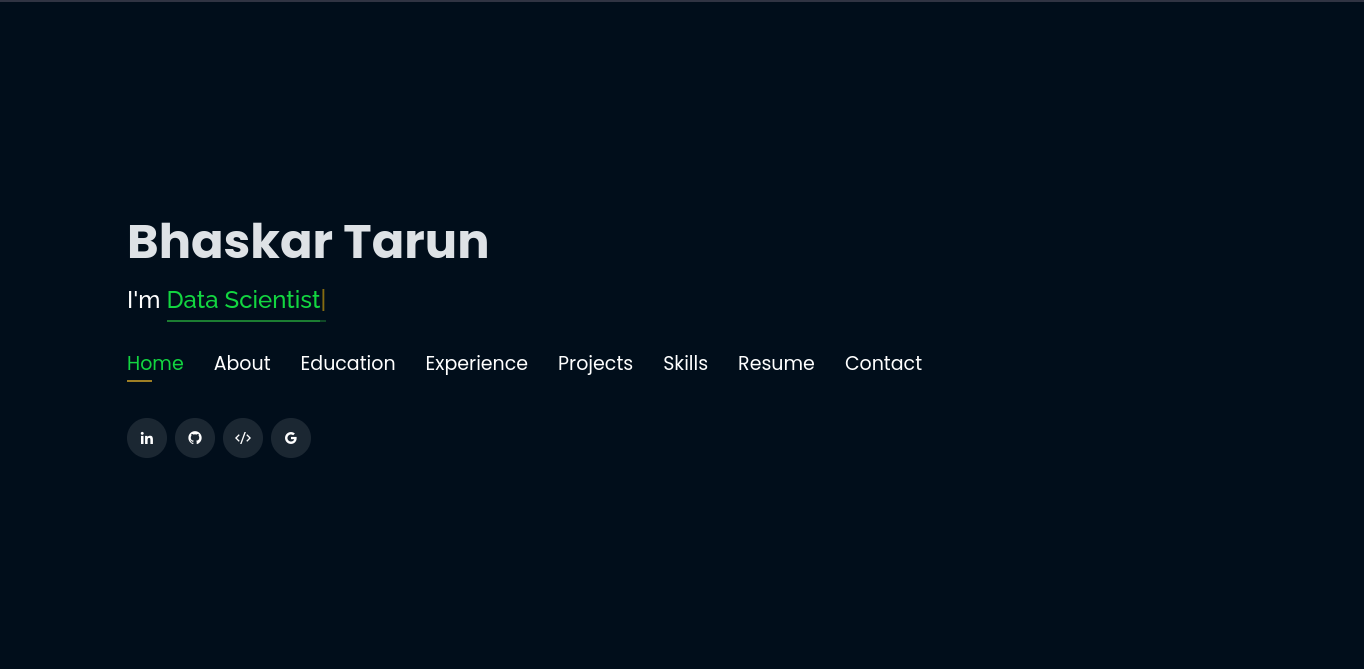 Bhaskar Tarun
I'm Data Scientist|
Home About Education Experience Projects Skills Resume Contact
in </> G